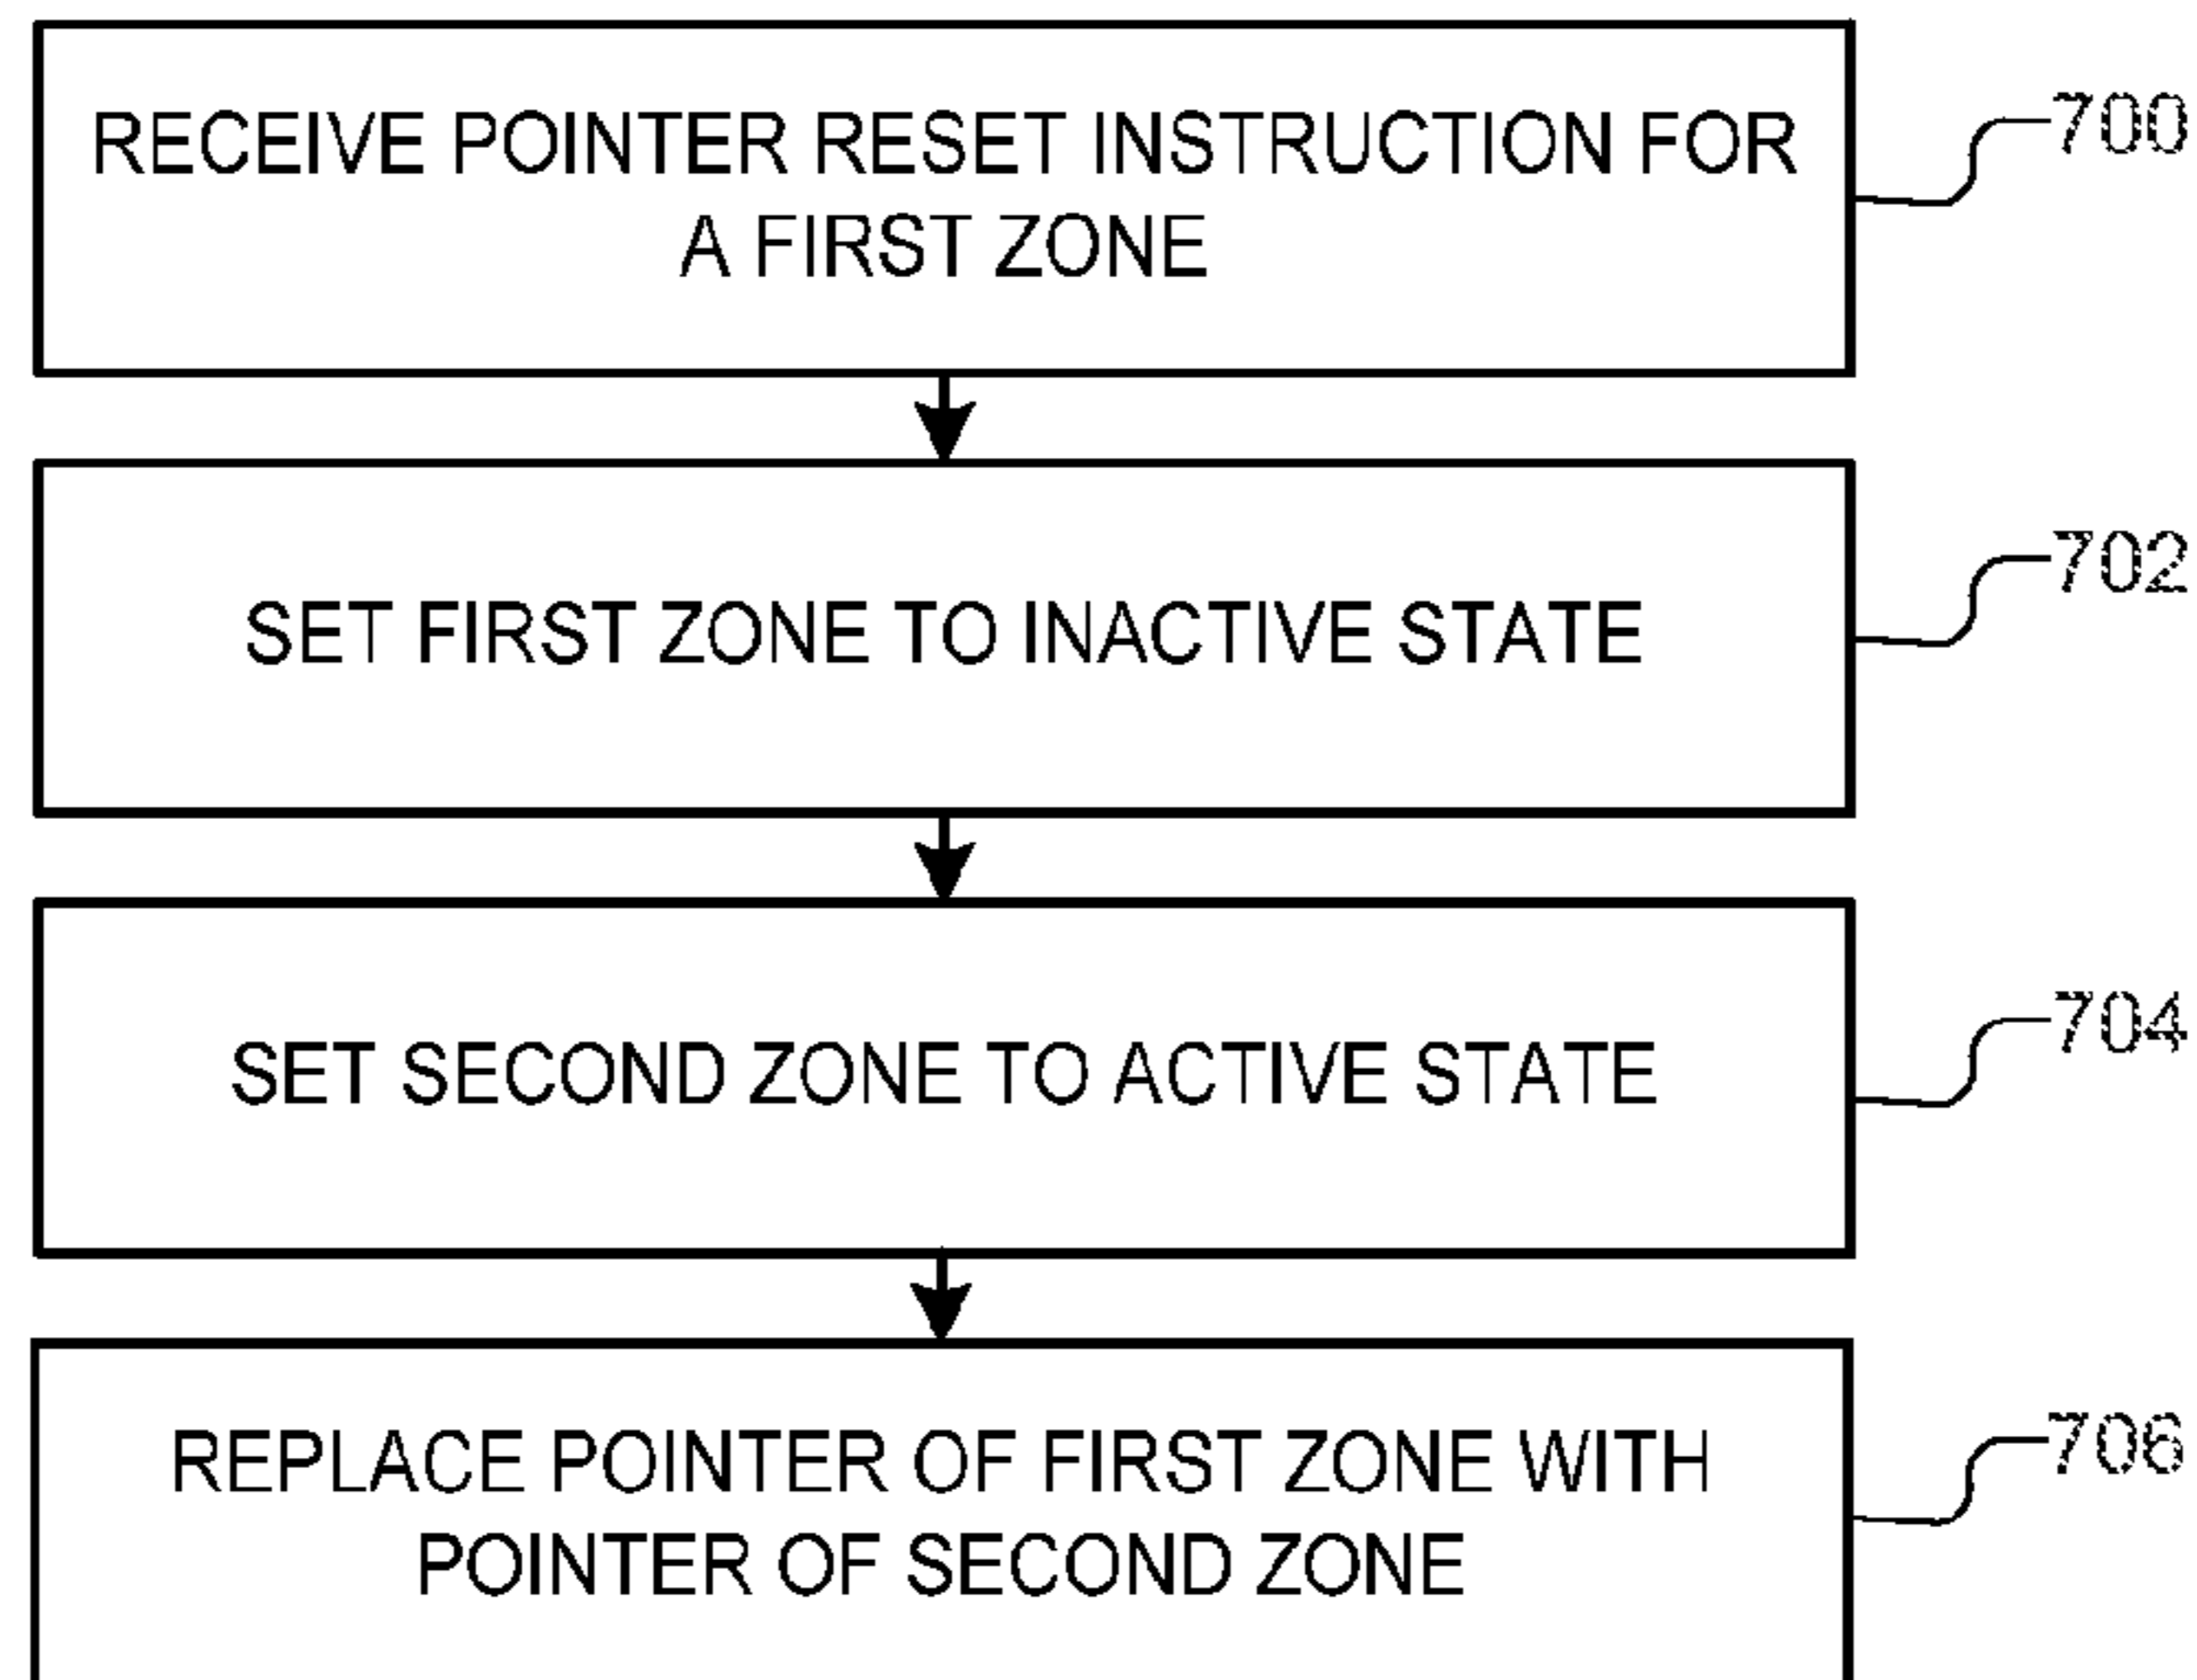 RECEIVE POINTER RESET INSTRUCTION FOR
A FIRST ZONE
700
SET FIRST ZONE TO INACTIVE STATE
702
SET SECOND ZONE TO ACTIVE STATE
704
REPLACE POINTER OF FIRST ZONE WITH
POINTER OF SECOND ZONE
706